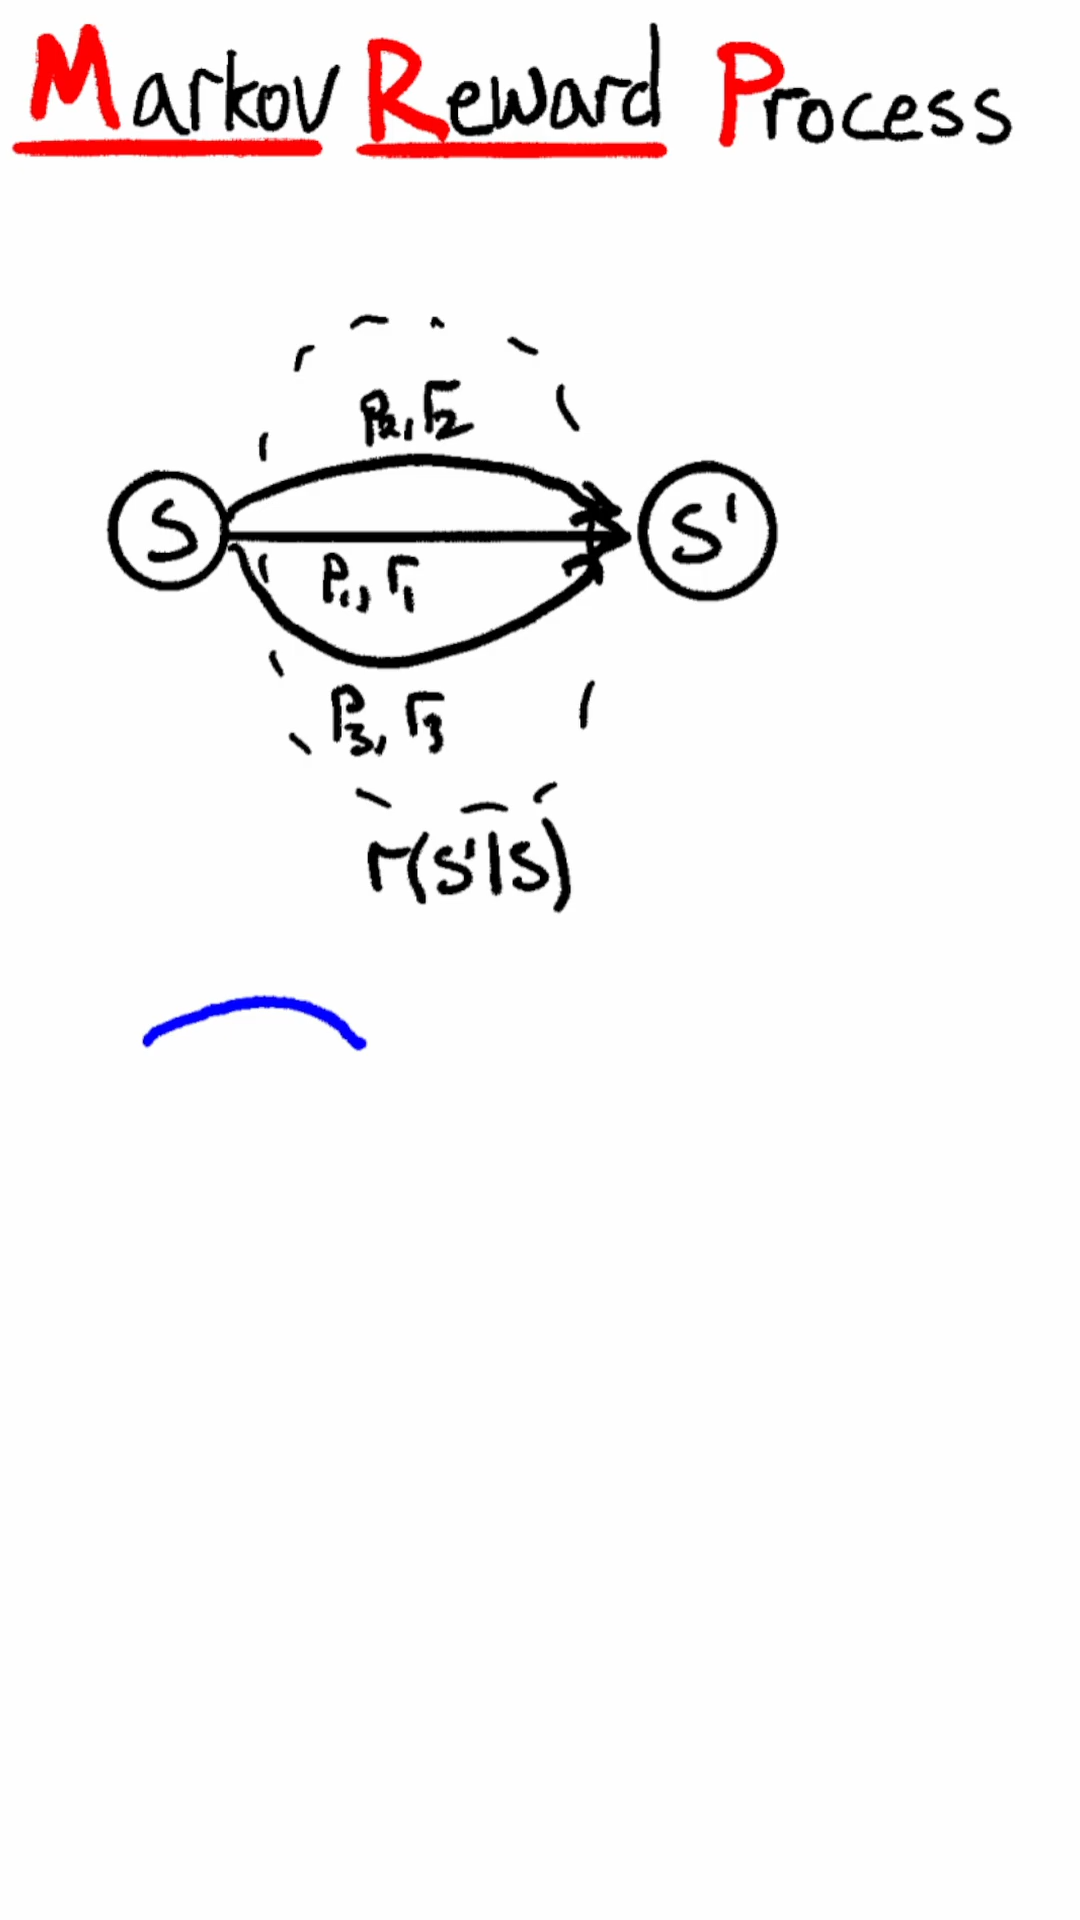 Markov Reward Process
P2, r2
S S'
P1, r1
P3, r3
r(s'|s)